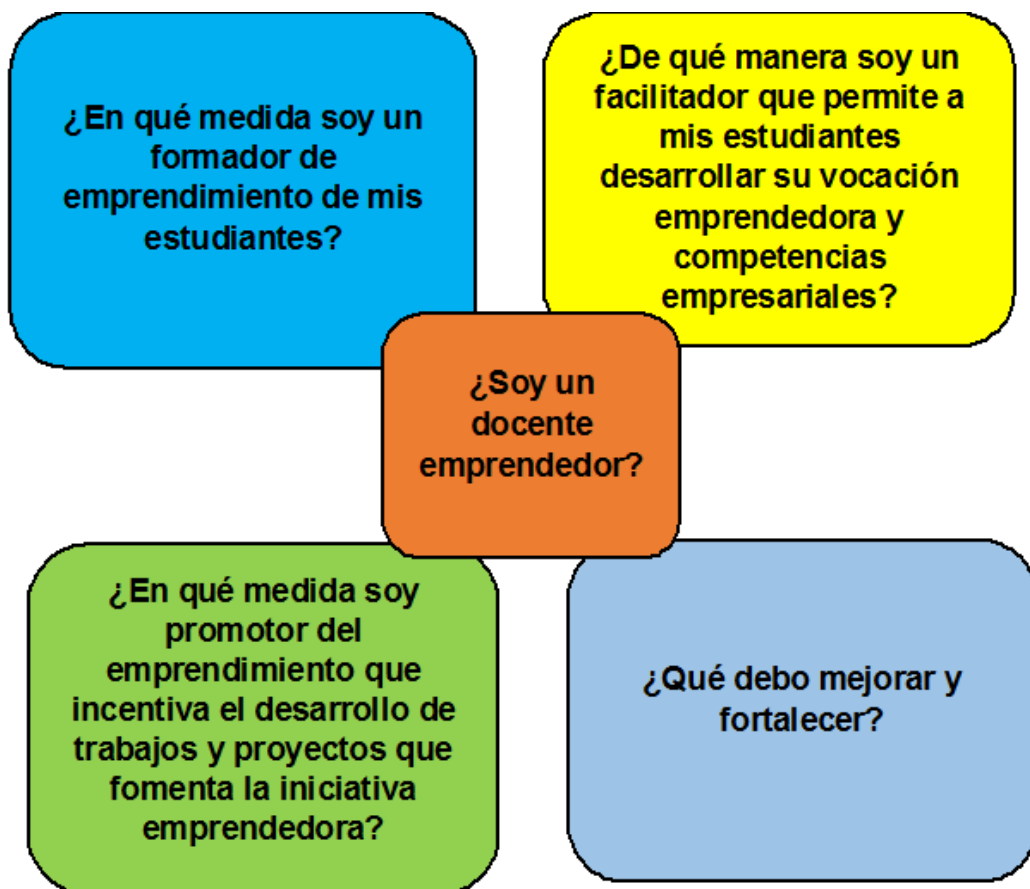 ¿En qué medida soy un
formador de
emprendimiento de mis
estudiantes?
¿De qué manera soy un
facilitador que permite a
mis estudiantes
desarrollar su vocación
emprendedora y
competencias
empresariales?
¿Soy un
docente
emprendedor?
¿En qué medida soy
promotor del
emprendimiento que
incentiva el desarrollo de
trabajos y proyectos que
fomenta la iniciativa
emprendedora?
¿Qué debo mejorar y
fortalecer?